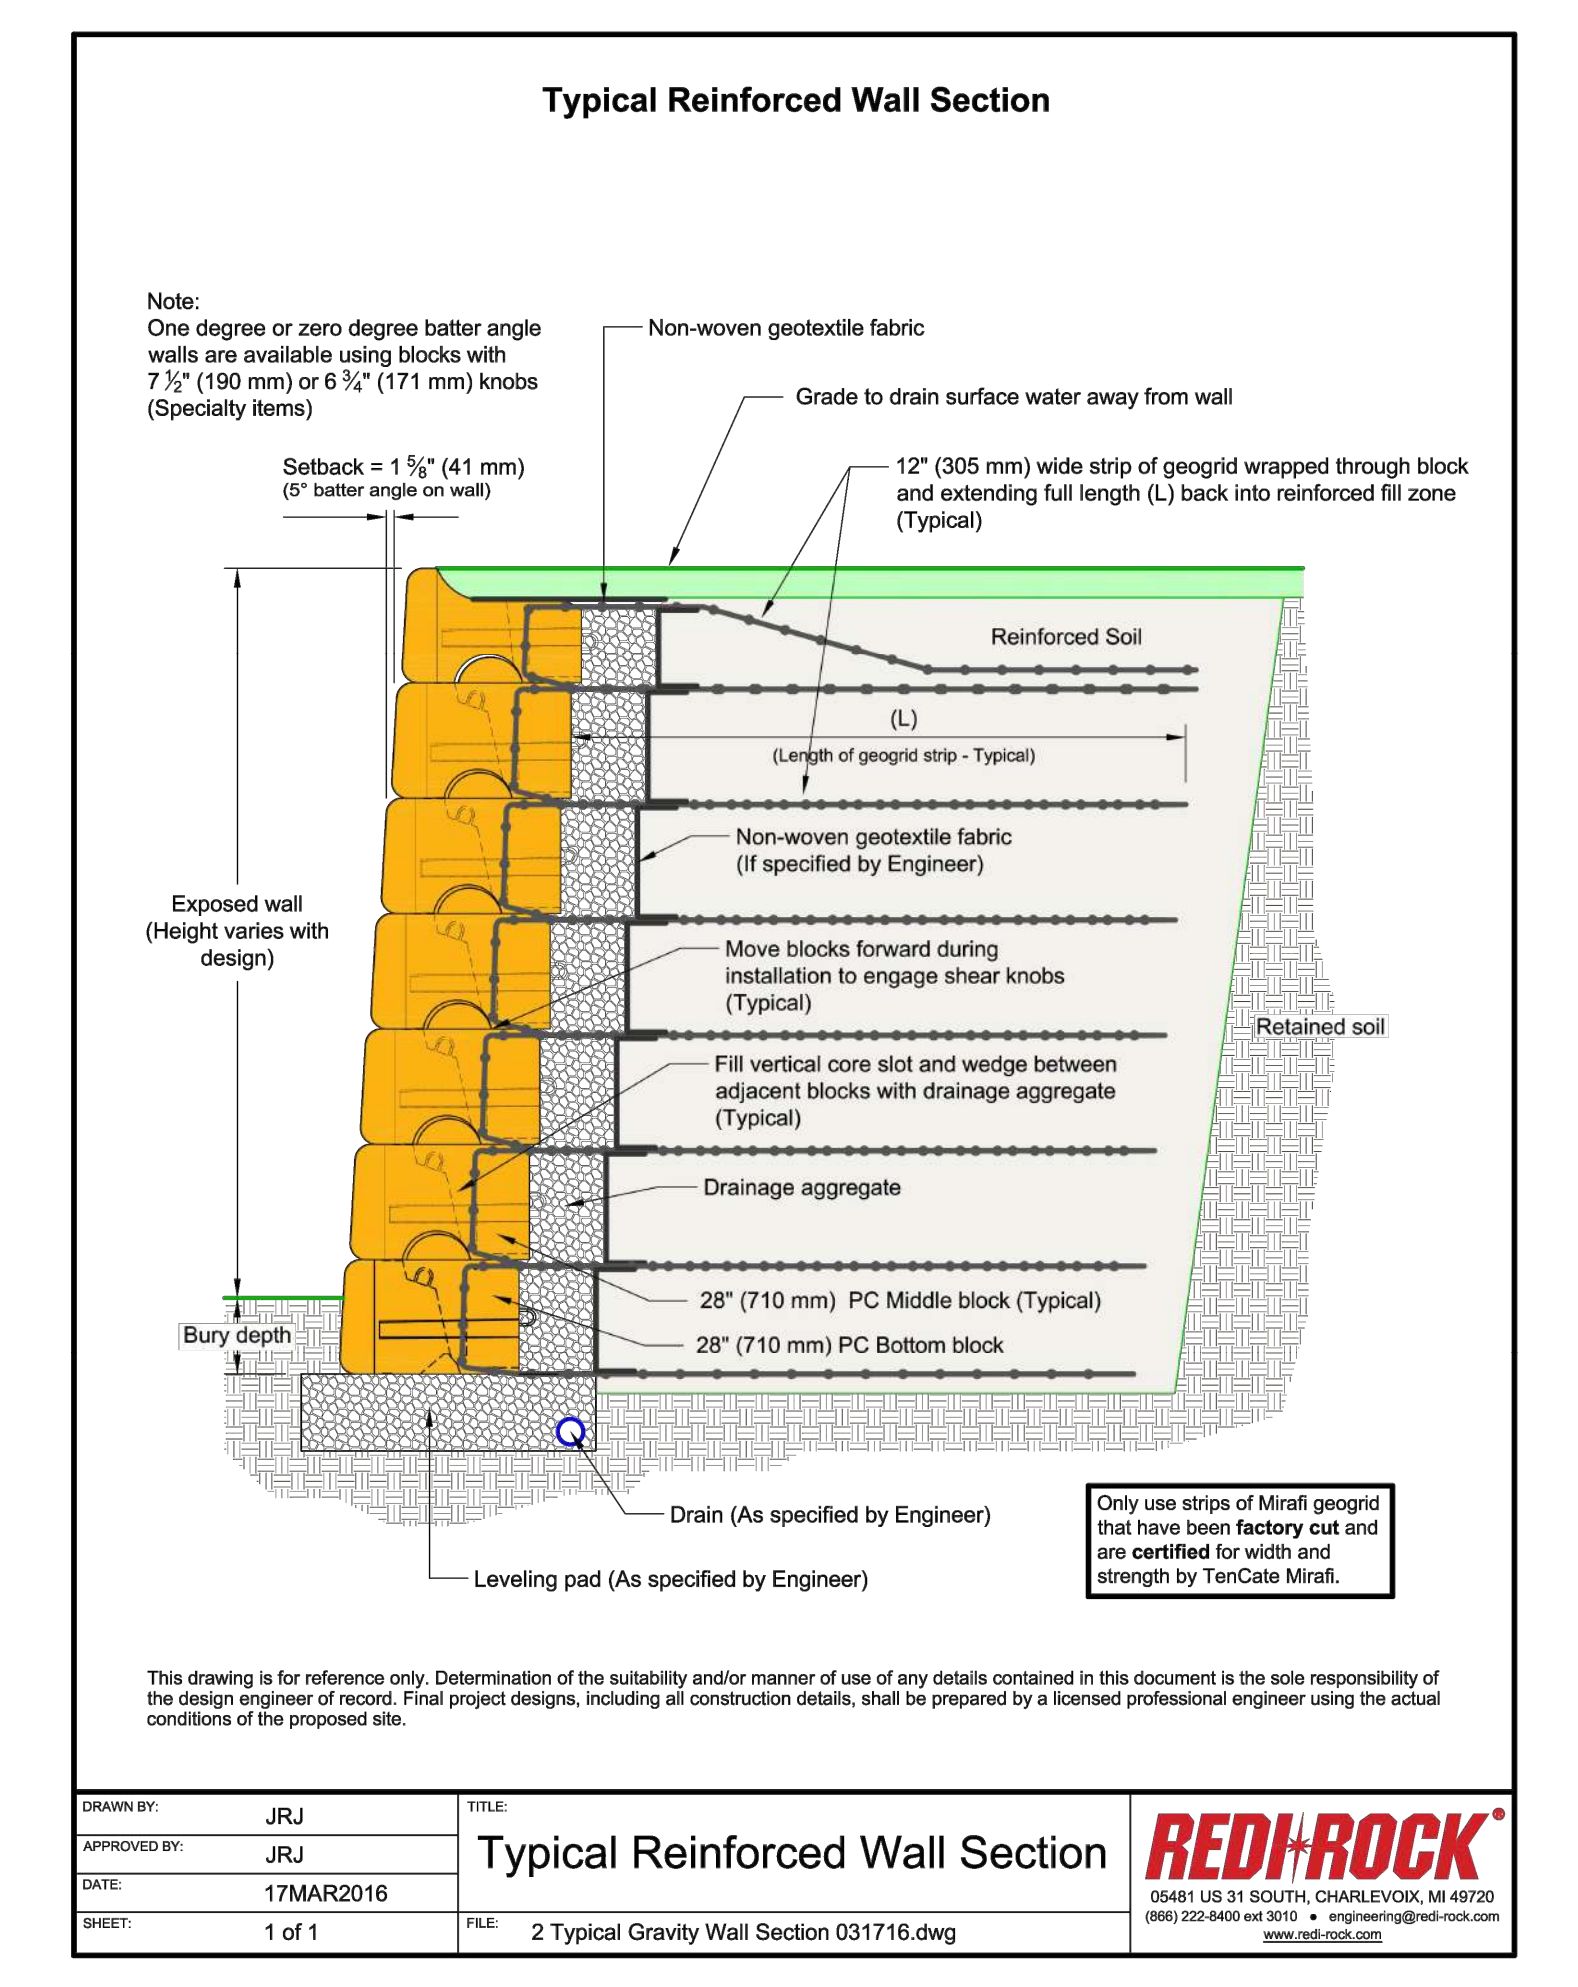 Typical Reinforced Wall Section
Note:
One degree or zero degree batter angle
walls are available using blocks with
7 ½" (190 mm) or 6 ¾" (171 mm) knobs
(Specialty items)
Non-woven geotextile fabric
Grade to drain surface water away from wall
Setback = 1 ⅝" (41 mm)
(5° batter angle on wall)
12" (305 mm) wide strip of geogrid wrapped through block
and extending full length (L) back into reinforced fill zone
(Typical)
Reinforced Soil
(L)
(Length of geogrid strip - Typical)
Non-woven geotextile fabric
(If specified by Engineer)
Exposed wall
(Height varies with
design)
Move blocks forward during
installation to engage shear knobs
(Typical)
Retained soil
Fill vertical core slot and wedge between
adjacent blocks with drainage aggregate
(Typical)
Drainage aggregate
28" (710 mm) PC Middle block (Typical)
Bury depth
28" (710 mm) PC Bottom block
Drain (As specified by Engineer)
Leveling pad (As specified by Engineer)
Only use strips of Mirafi geogrid
that have been factory cut and
are certified for width and
strength by TenCate Mirafi.
This drawing is for reference only. Determination of the suitability and/or manner of use of any details contained in this document is the sole responsibility of
the design engineer of record. Final project designs, including all construction details, shall be prepared by a licensed professional engineer using the actual
conditions of the proposed site.
DRAWN BY: JRJ
APPROVED BY: JRJ
DATE: 17MAR2016
SHEET: 1 of 1
TITLE:
Typical Reinforced Wall Section
FILE: 2 Typical Gravity Wall Section 031716.dwg
REDI-ROCK®
05481 US 31 SOUTH, CHARLEVOIX, MI 49720
(866) 222-8400 ext 3010 • engineering@redi-rock.com
www.redi-rock.com